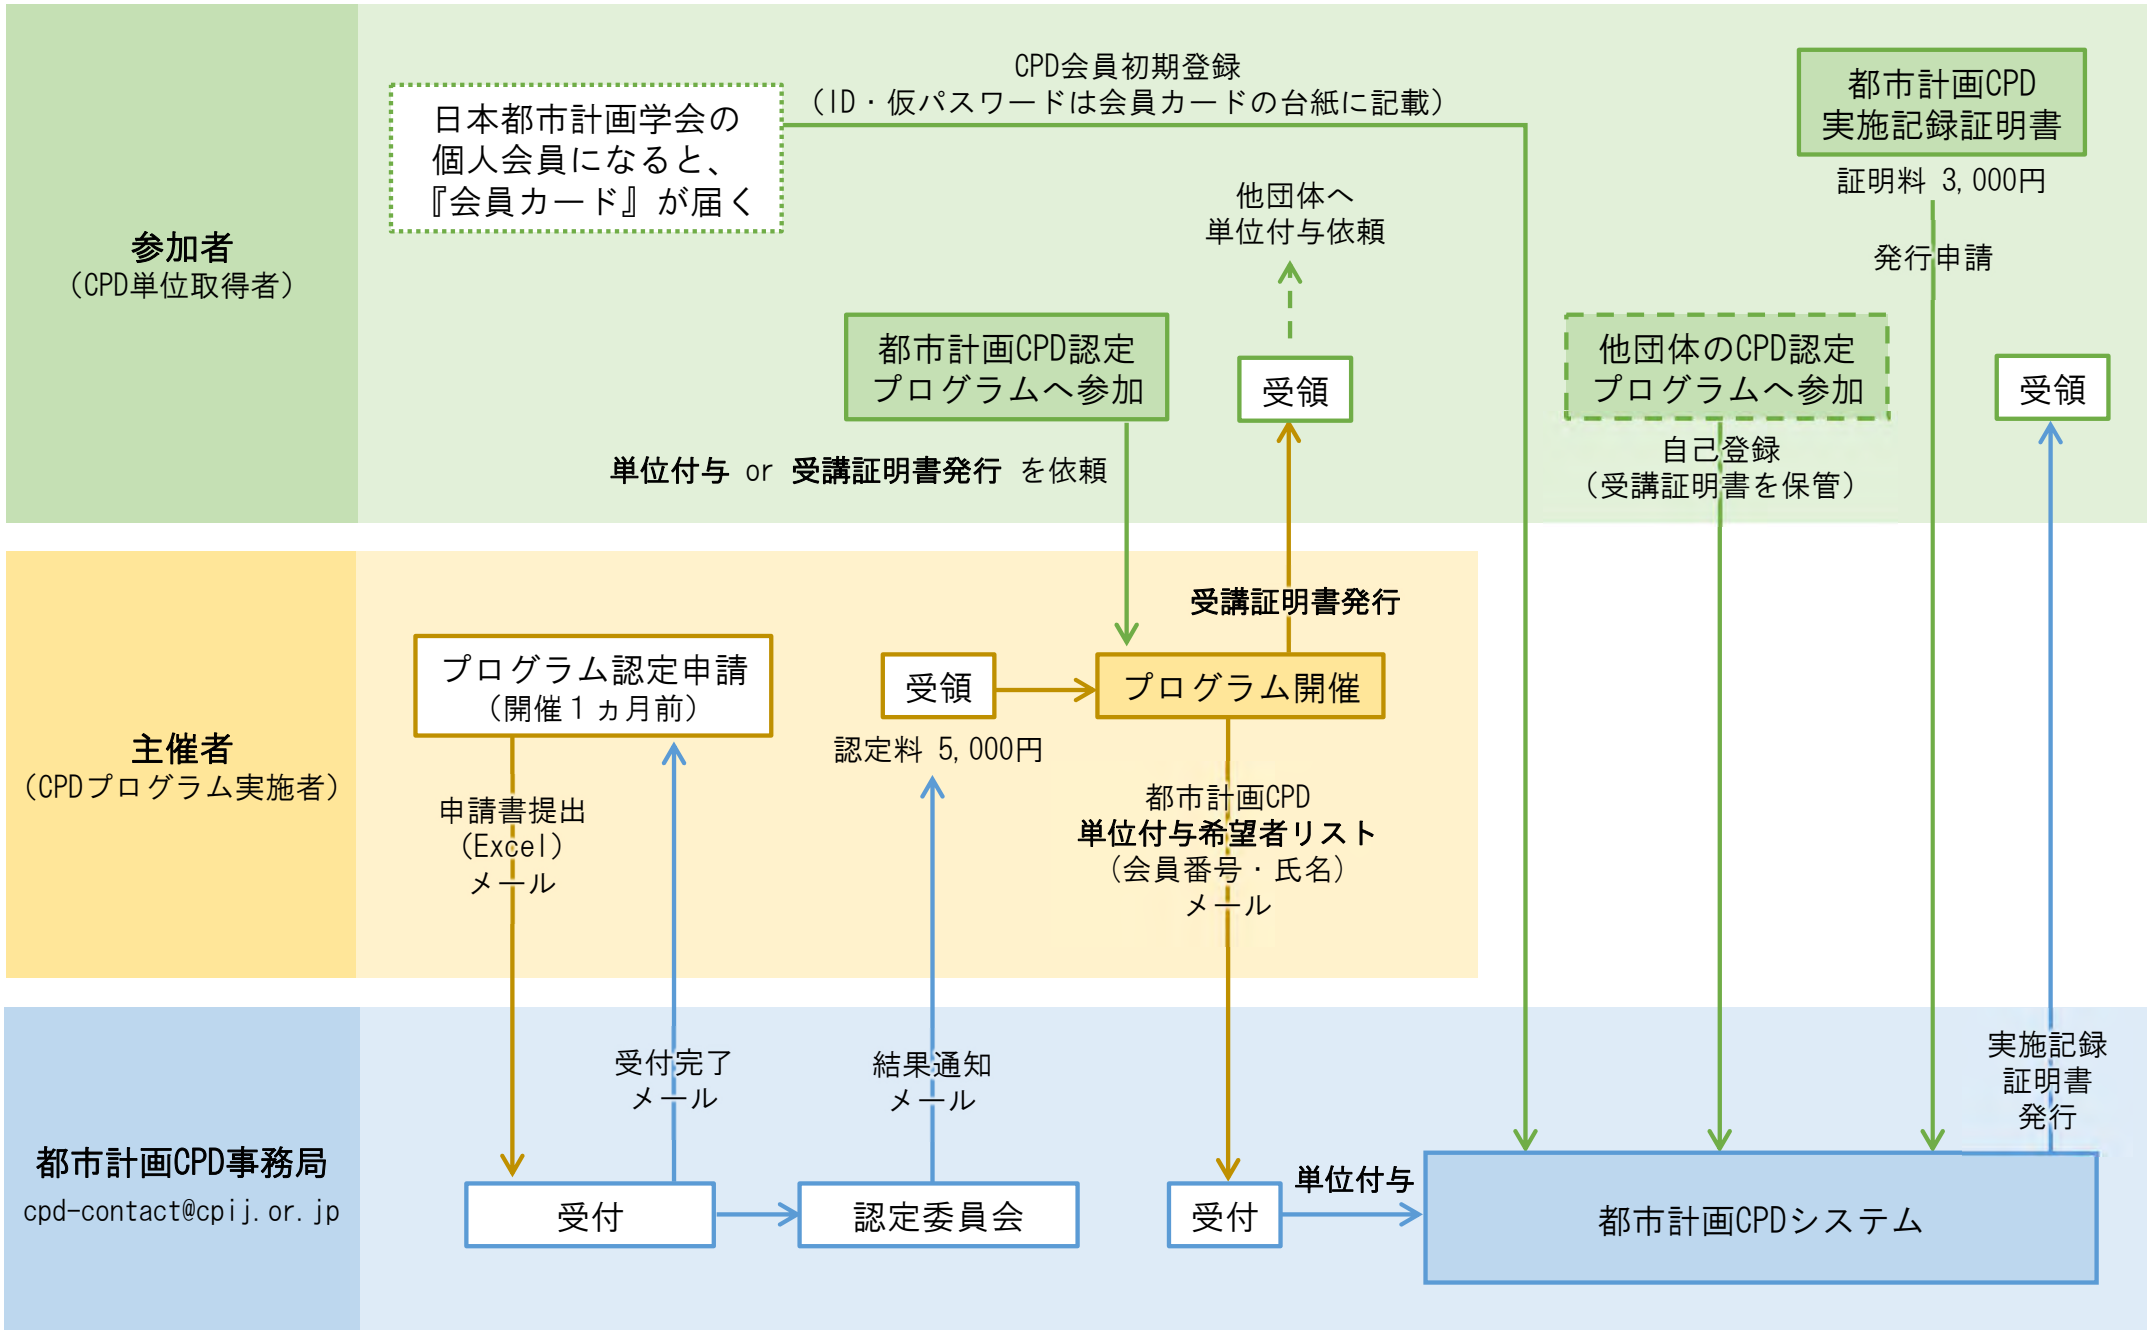 参加者
（CPD単位取得者）
日本都市計画学会の
個人会員になると、
『会員カード』が届く
CPD会員初期登録
（ID・仮パスワードは会員カードの台紙に記載）
都市計画CPD
実施記録証明書
証明料 3,000円
発行申請
他団体へ
単位付与依頼
都市計画CPD認定
プログラムへ参加
受領
他団体のCPD認定
プログラムへ参加
受領
単位付与 or 受講証明書発行 を依頼
自己登録
（受講証明書を保管）
主催者
（CPDプログラム実施者）
受講証明書発行
プログラム認定申請
（開催１ヵ月前）
受領
プログラム開催
認定料 5,000円
申請書提出
(Excel)
メール
都市計画CPD
単位付与希望者リスト
（会員番号・氏名）
メール
都市計画CPD事務局
cpd-contact@cpij.or.jp
受付完了
メール
結果通知
メール
実施記録
証明書
発行
受付
認定委員会
受付
単位付与
都市計画CPDシステム